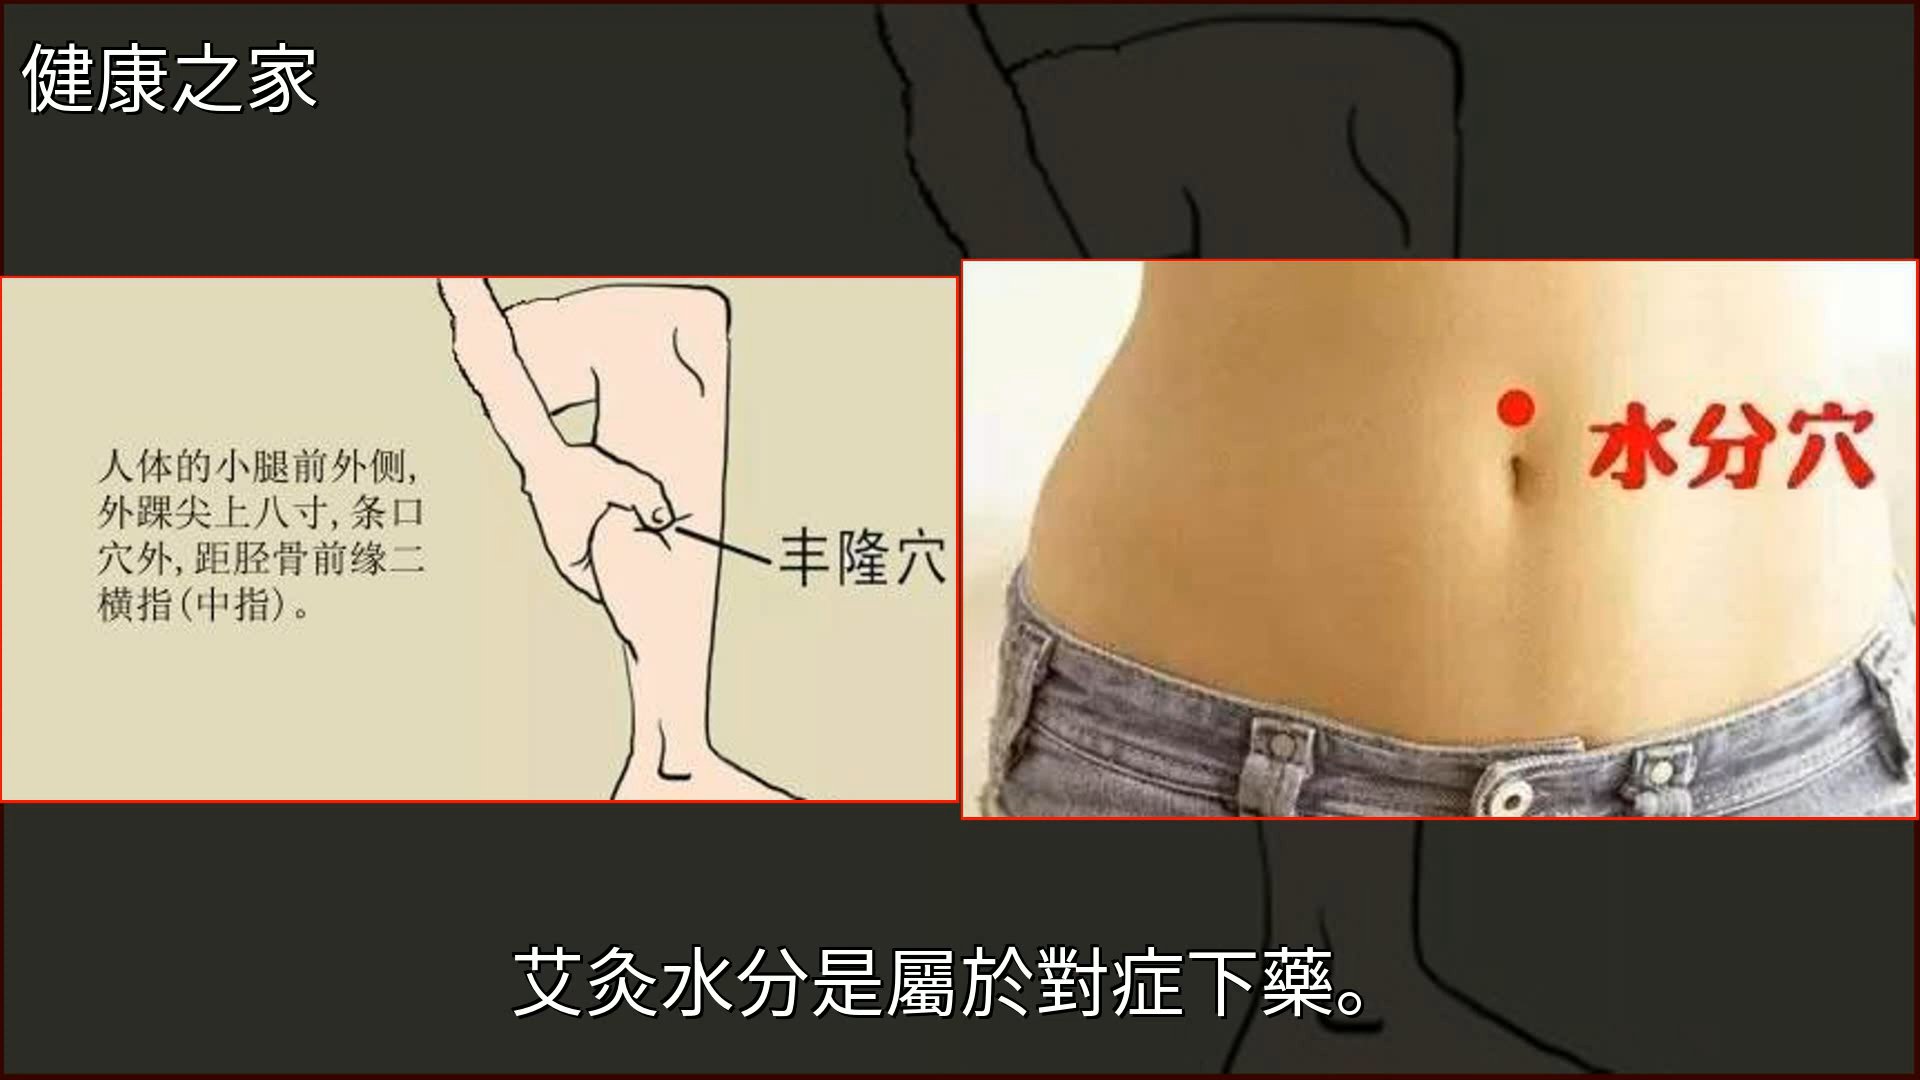 健康之家
人体的小腿前外侧,
外踝尖上八寸,条口
穴外,距胫骨前缘二
横指(中指)。
丰隆穴
水分穴
艾灸水分是屬於對症下藥。